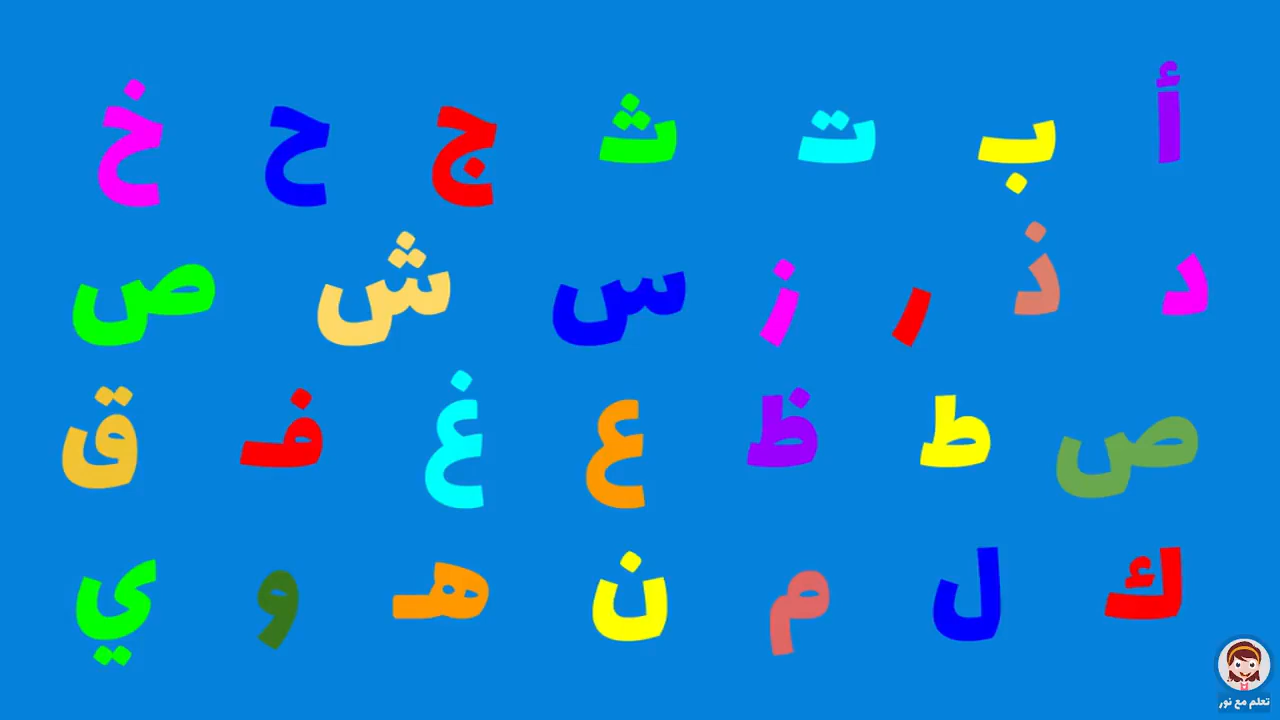 أ ب ت ث ج ح خ
د ذ ر ز س ش ص
ص ط ظ ع غ ف ق
ك ل م ن هـ و ي
تعلم مع نور